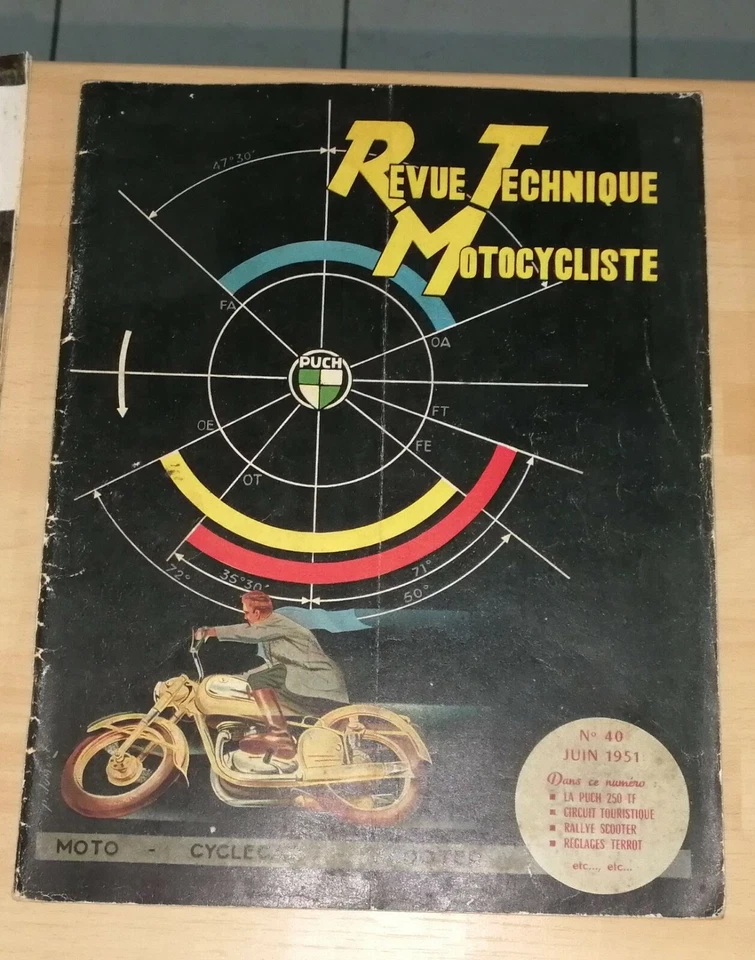 REVUE TECHNIQUE
MOTOCYCLISTE
47°30'
FA
OA
PUCH
OE
FT
FE
OT
72°
35°30'
71°
50°
N° 40
JUIN 1951
Dans ce numéro :
LA PUCH 250 TF
CIRCUIT TOURISTIQUE
RALLYE SCOOTER
RÉGLAGES TERROT
etc..., etc...
MOTO -